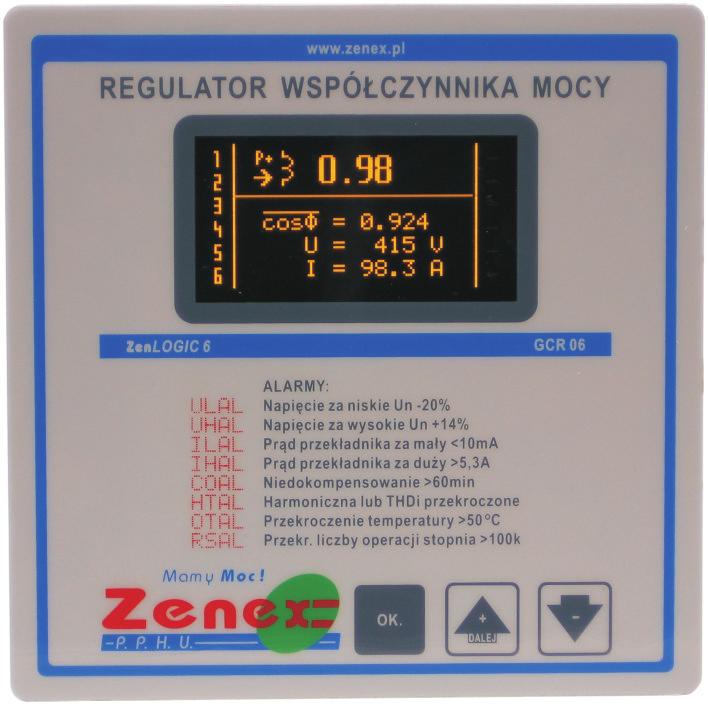 www.zenex.pl
REGULATOR WSPÓŁCZYNNIKA MOCY
1
2
3
4
5
6
P+ 0.98
cosΦ = 0.924
U = 415 V
I = 98.3 A
ZenLOGIC 6 GCR 06
ALARMY:
ULAL Napięcie za niskie Un -20%
UHAL Napięcie za wysokie Un +14%
ILAL Prąd przekładnika za mały <10mA
IHAL Prąd przekładnika za duży >5,3A
COAL Niedokompensowanie >60min
HTAL Harmoniczna lub THDi przekroczone
OTAL Przekroczenie temperatury >50°C
RSAL Przekr. liczby operacji stopnia >100k
Mamy Moc!
Zenex
P. P. H. U.
OK.
+
DALEJ
-